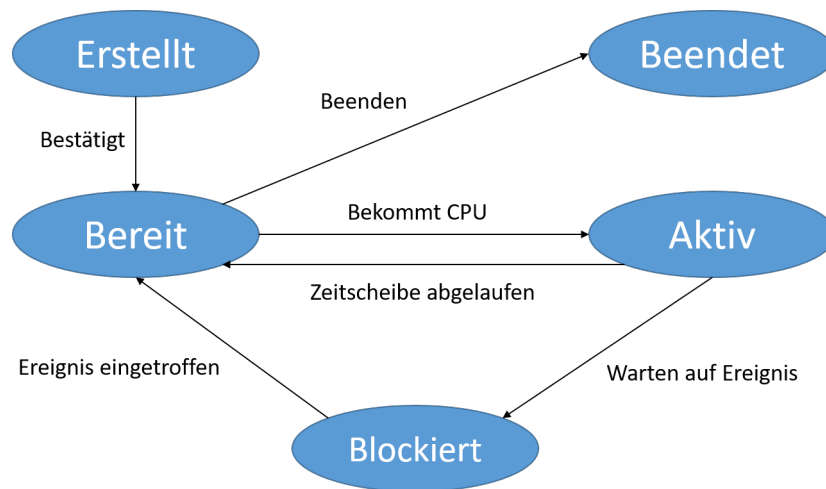 Erstellt
Beendet
Beenden
Bestätigt
Bereit
Bekommt CPU
Aktiv
Zeitscheibe abgelaufen
Ereignis eingetroffen
Warten auf Ereignis
Blockiert